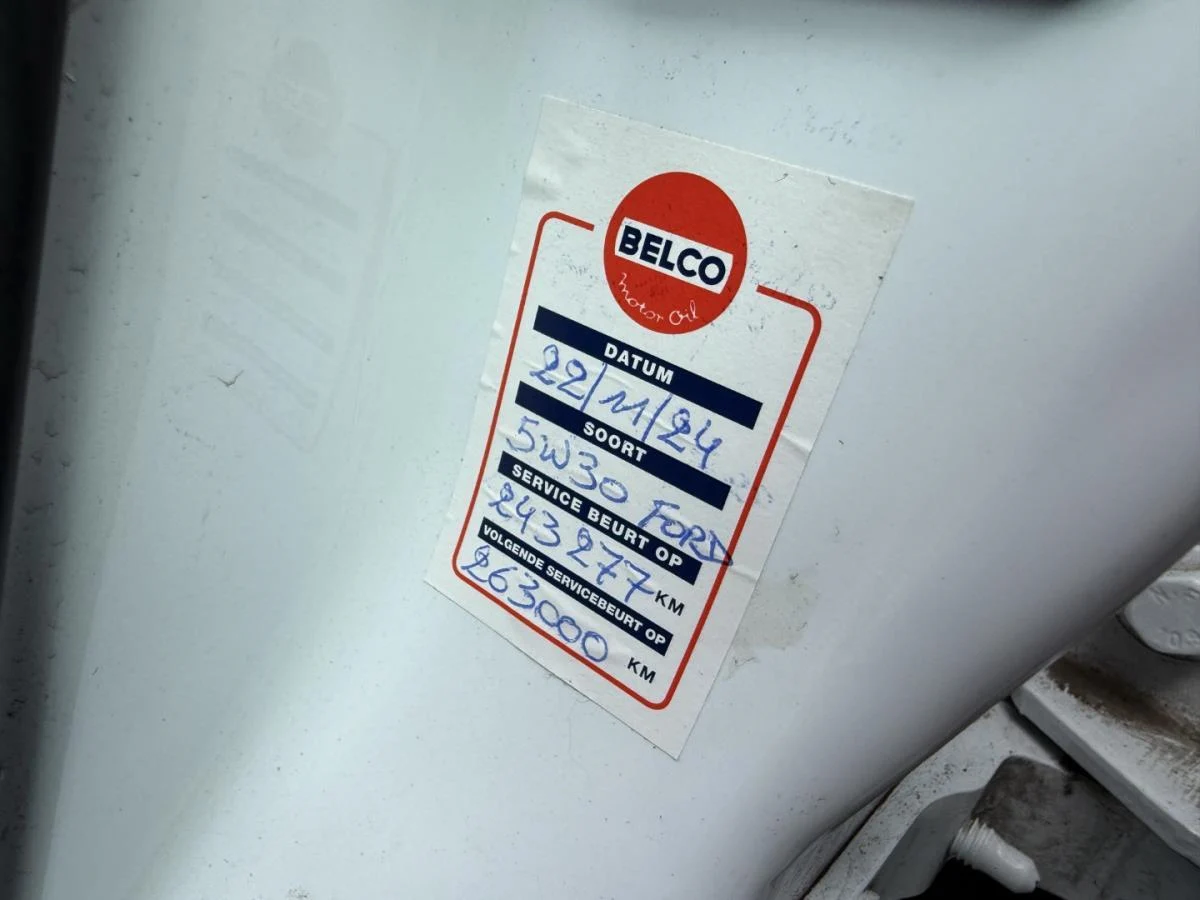 BELCO
Motor Oil
DATUM
22/11/24
SOORT
5W30 FORD
SERVICE BEURT OP
243277 KM
VOLGENDE SERVICEBEURT OP
263000 KM